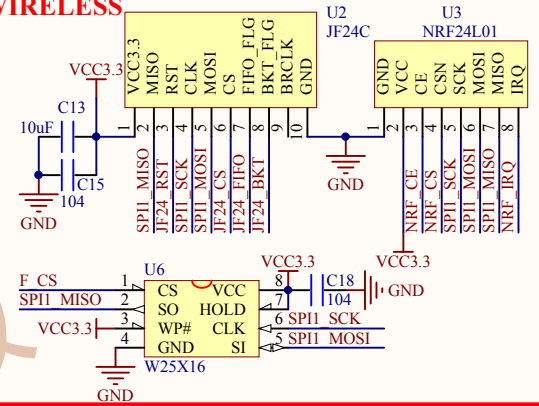 WIRELESS
U2
JF24C
VCC3.3
MISO
RST
CLK
MOSI
CS
FIFO_FLG
BKT_FLG
BRCLK
GND
1
2
3
4
5
6
7
8
9
10
SPI1_MISO
JF24_RST
SPI1_SCK
SPI1_MOSI
JF24_CS
JF24_FIFO
JF24_BKT
VCC3.3
C13
10uF
C15
104
GND
GND
U3
NRF24L01
GND
VCC
CE
CSN
SCK
MOSI
MISO
IRQ
1
2
3
4
5
6
7
8
NRF_CE
NRF_CS
SPI1_SCK
SPI1_MOSI
SPI1_MISO
NRF_IRQ
VCC3.3
U6
F_CS 1 CS VCC 8
SPI1_MISO 2 SO HOLD 7
VCC3.3 3 WP# CLK 6 SPI1_SCK
4 GND SI 5 SPI1_MOSI
W25X16
GND
VCC3.3
C18
104
GND